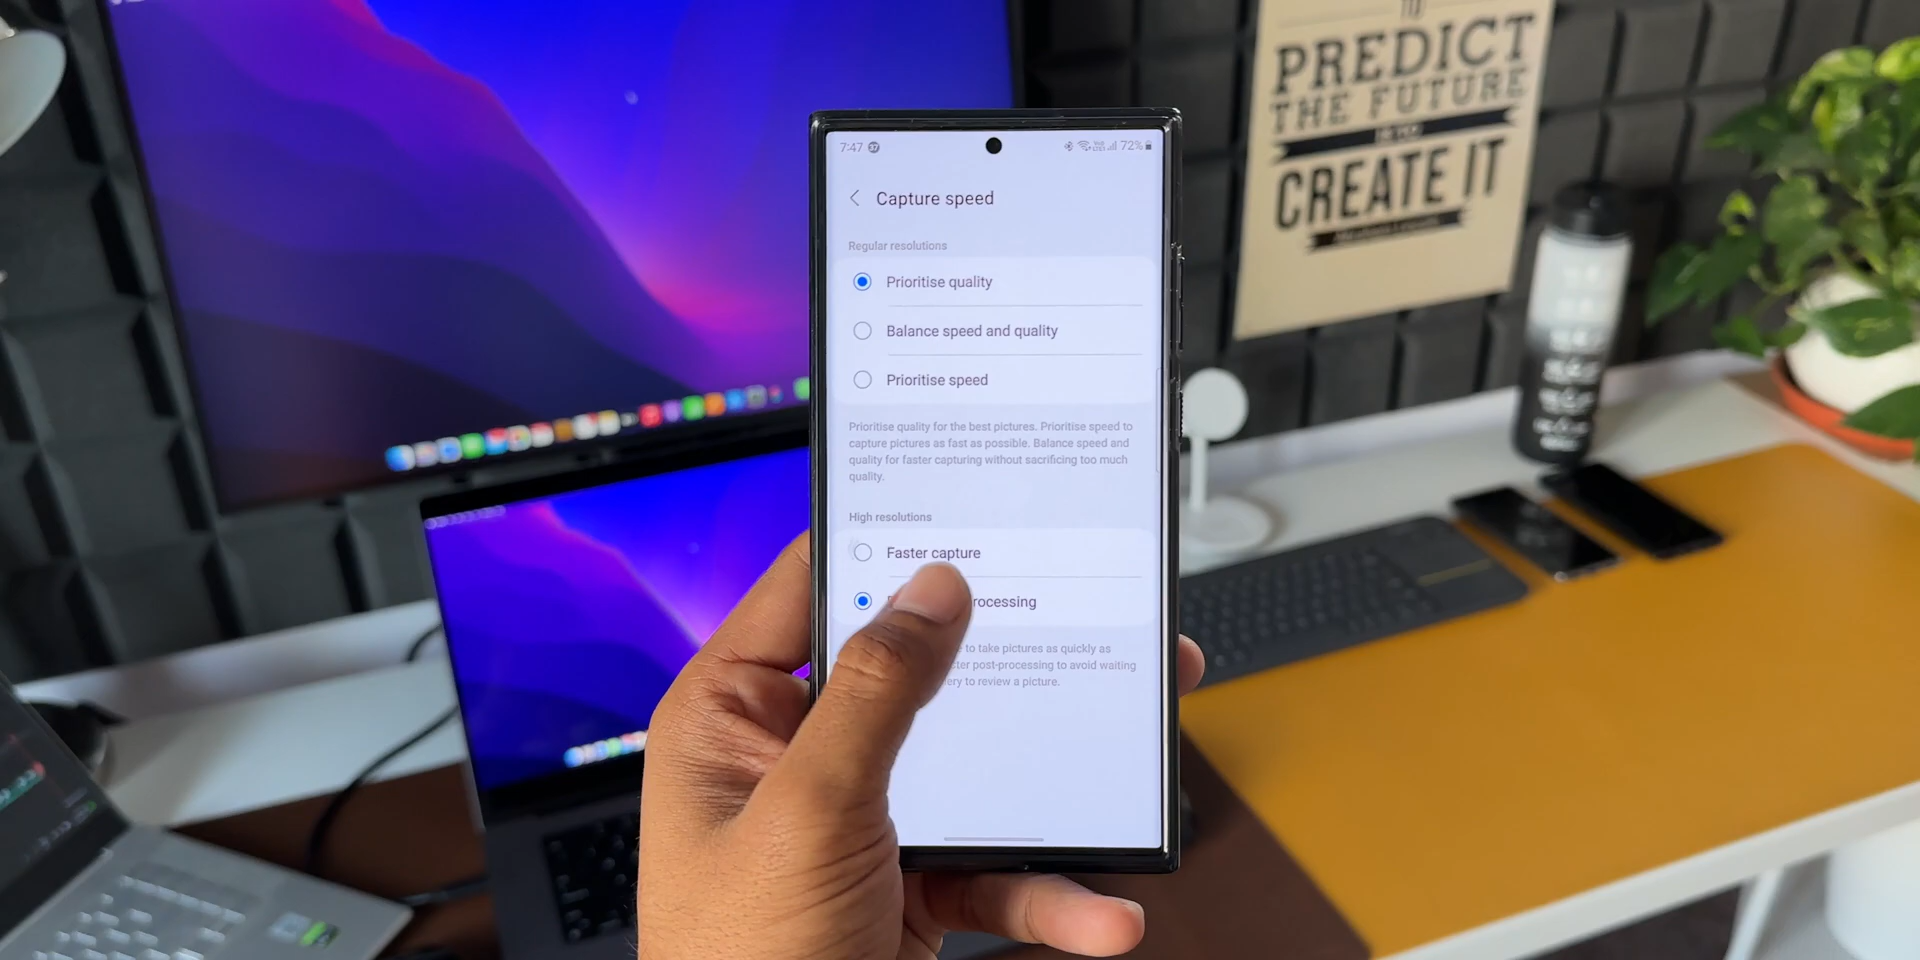 7:47 37 72%
Capture speed
Regular resolutions
Prioritise quality
Balance speed and quality
Prioritise speed
Prioritise quality for the best pictures. Prioritise speed to
capture pictures as fast as possible. Balance speed and
quality for faster capturing without sacrificing too much
quality.
High resolutions
Faster capture
rocessing
to take pictures as quickly as
ter post-processing to avoid waiting
ery to review a picture.
TO
PREDICT
THE FUTURE
CREATE IT